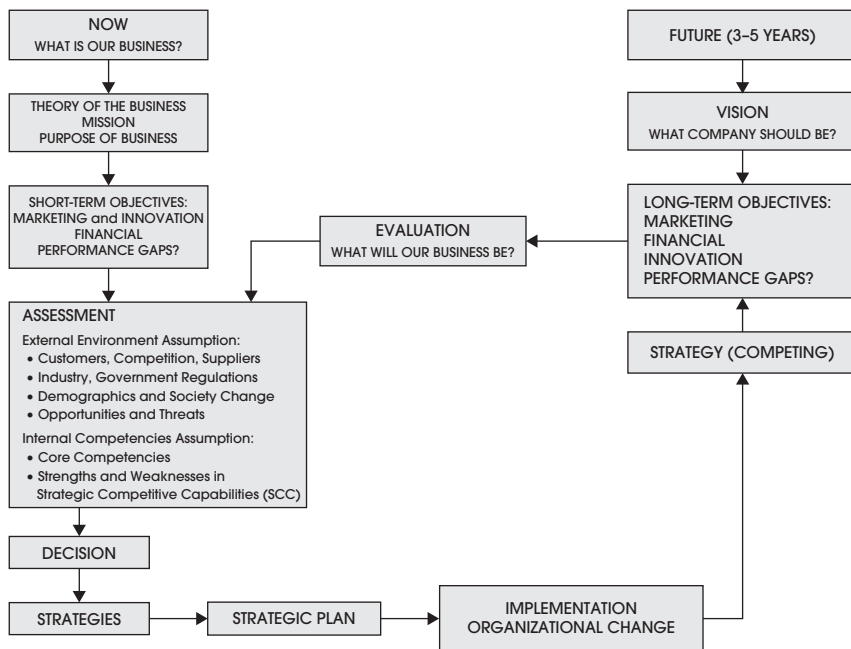 NOW
WHAT IS OUR BUSINESS?
THEORY OF THE BUSINESS
MISSION
PURPOSE OF BUSINESS
SHORT-TERM OBJECTIVES:
MARKETING and INNOVATION
FINANCIAL
PERFORMANCE GAPS?
FUTURE (3–5 YEARS)
VISION
WHAT COMPANY SHOULD BE?
LONG-TERM OBJECTIVES:
MARKETING
FINANCIAL
INNOVATION
PERFORMANCE GAPS?
EVALUATION
WHAT WILL OUR BUSINESS BE?
ASSESSMENT
External Environment Assumption:
• Customers, Competition, Suppliers
• Industry, Government Regulations
• Demographics and Society Change
• Opportunities and Threats
Internal Competencies Assumption:
• Core Competencies
• Strengths and Weaknesses in
Strategic Competitive Capabilities (SCC)
STRATEGY (COMPETING)
DECISION
STRATEGIES
STRATEGIC PLAN
IMPLEMENTATION
ORGANIZATIONAL CHANGE